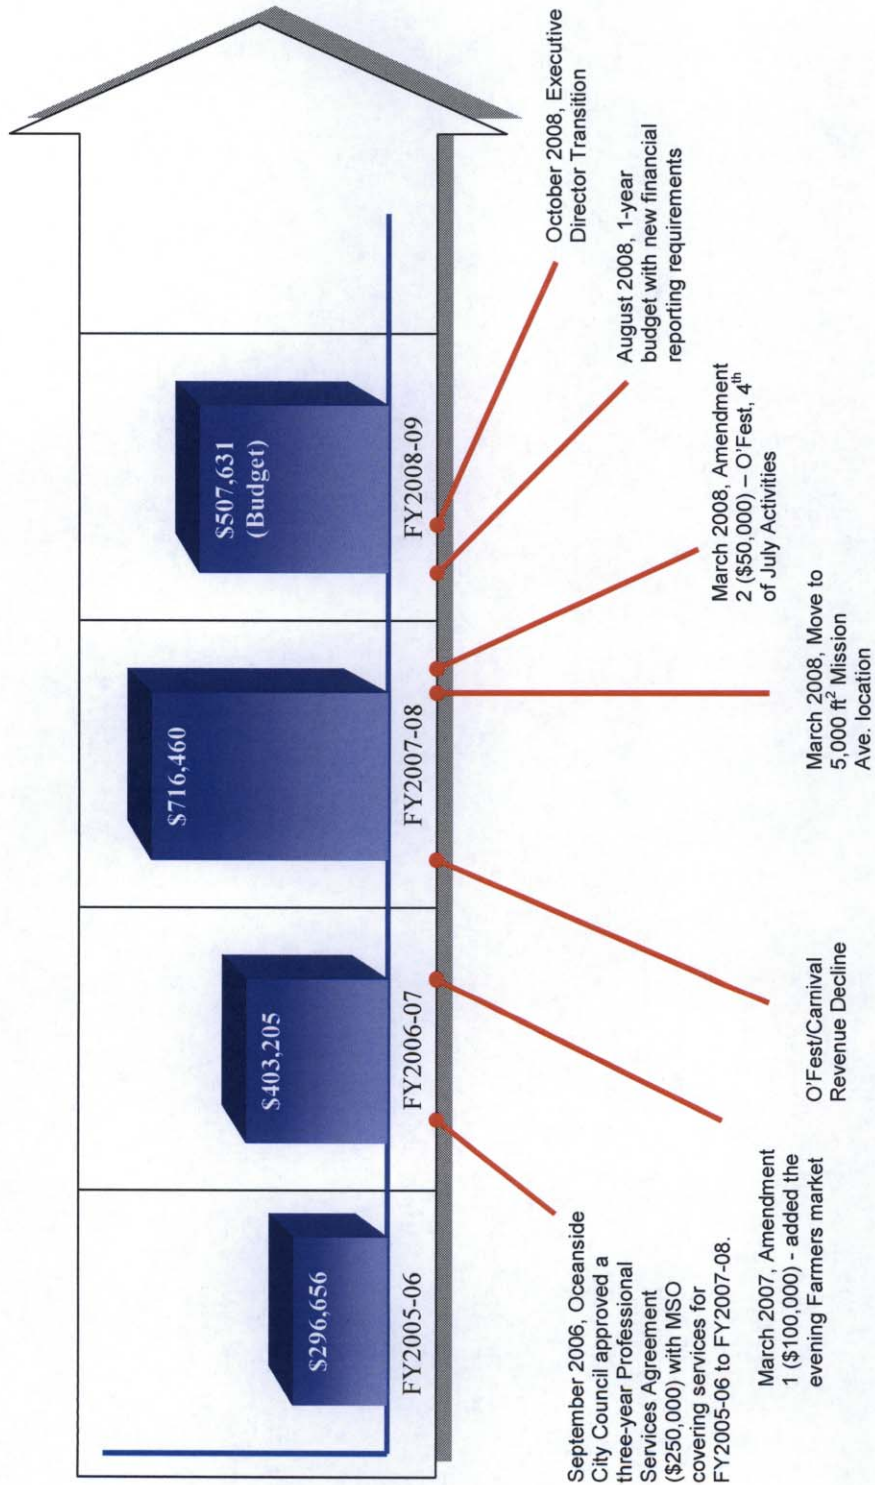 $296,656
$403,205
$716,460
$507,631
(Budget)
FY2005-06
FY2006-07
FY2007-08
FY2008-09
September 2006, Oceanside
City Council approved a
three-year Professional
Services Agreement
($250,000) with MSO
covering services for
FY2005-06 to FY2007-08.
March 2007, Amendment
1 ($100,000) - added the
evening Farmers market
O'Fest/Carnival
Revenue Decline
March 2008, Move to
5,000 ft² Mission
Ave. location
March 2008, Amendment
2 ($50,000) – O'Fest, 4th
of July Activities
August 2008, 1-year
budget with new financial
reporting requirements
October 2008, Executive
Director Transition